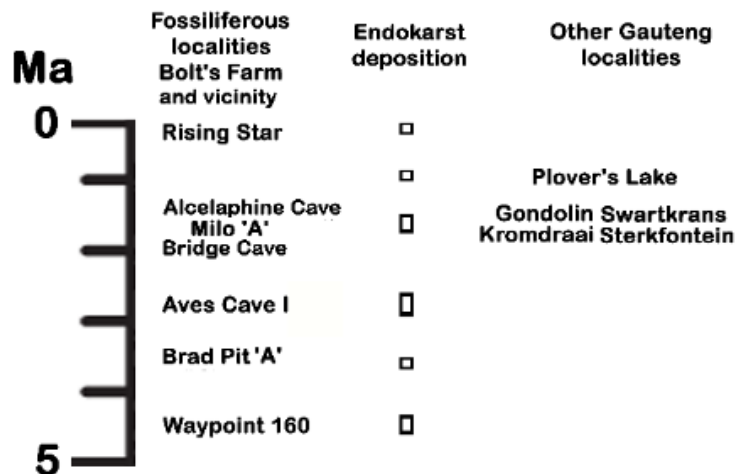 Fossiliferous
localities
Bolt's Farm
and vicinity
Endokarst
deposition
Other Gauteng
localities
Ma
0
Rising Star
Plover's Lake
Alcelaphine Cave
Milo 'A'
Bridge Cave
Gondolin Swartkrans
Kromdraai Sterkfontein
Aves Cave I
Brad Pit 'A'
Waypoint 160
5